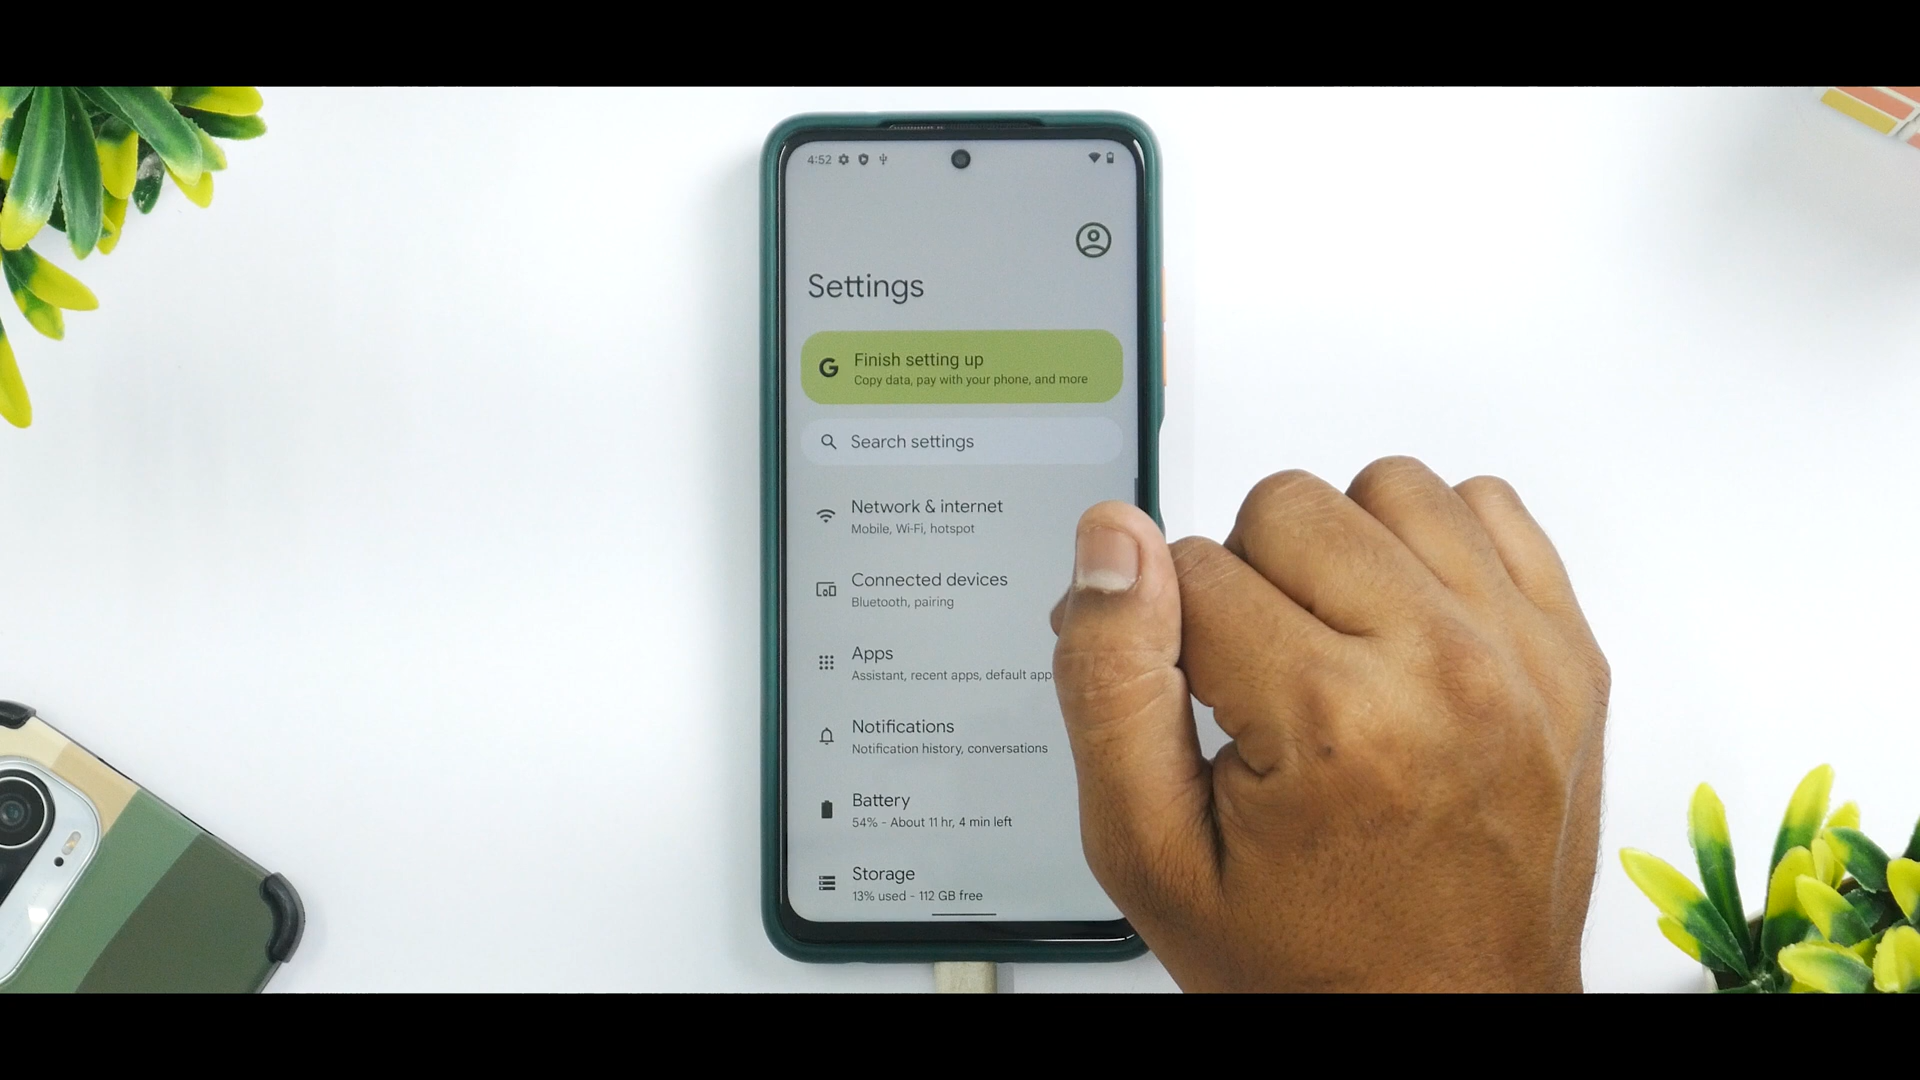 4:52
Settings
Finish setting up
Copy data, pay with your phone, and more
Search settings
Network & internet
Mobile, Wi-Fi, hotspot
Connected devices
Bluetooth, pairing
Apps
Assistant, recent apps, default app
Notifications
Notification history, conversations
Battery
54% - About 11 hr, 4 min left
Storage
13% used - 112 GB free